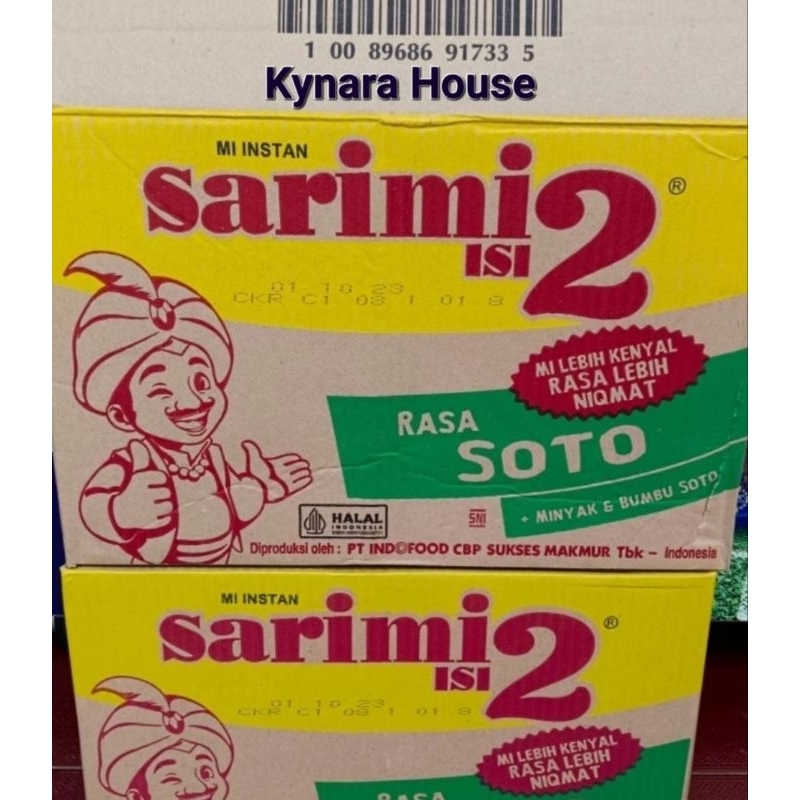 1 00 89686 91733 5
Kynara House
MI INSTAN
sarimi
ISI 2 ®
01 10 23
CKR C1 03 1 01 8
MI LEBIH KENYAL
RASA LEBIH
NIQMAT
RASA
SOTO
+ MINYAK & BUMBU SOTO
HALAL
INDONESIA
SNI
Diproduksi oleh : PT INDOFOOD CBP SUKSES MAKMUR Tbk – Indonesia
MI INSTAN
sarimi
ISI 2 ®
01 10 23
CKR C1 03 1 01 8
MI LEBIH KENYAL
RASA LEBIH
NIQMAT
RASA